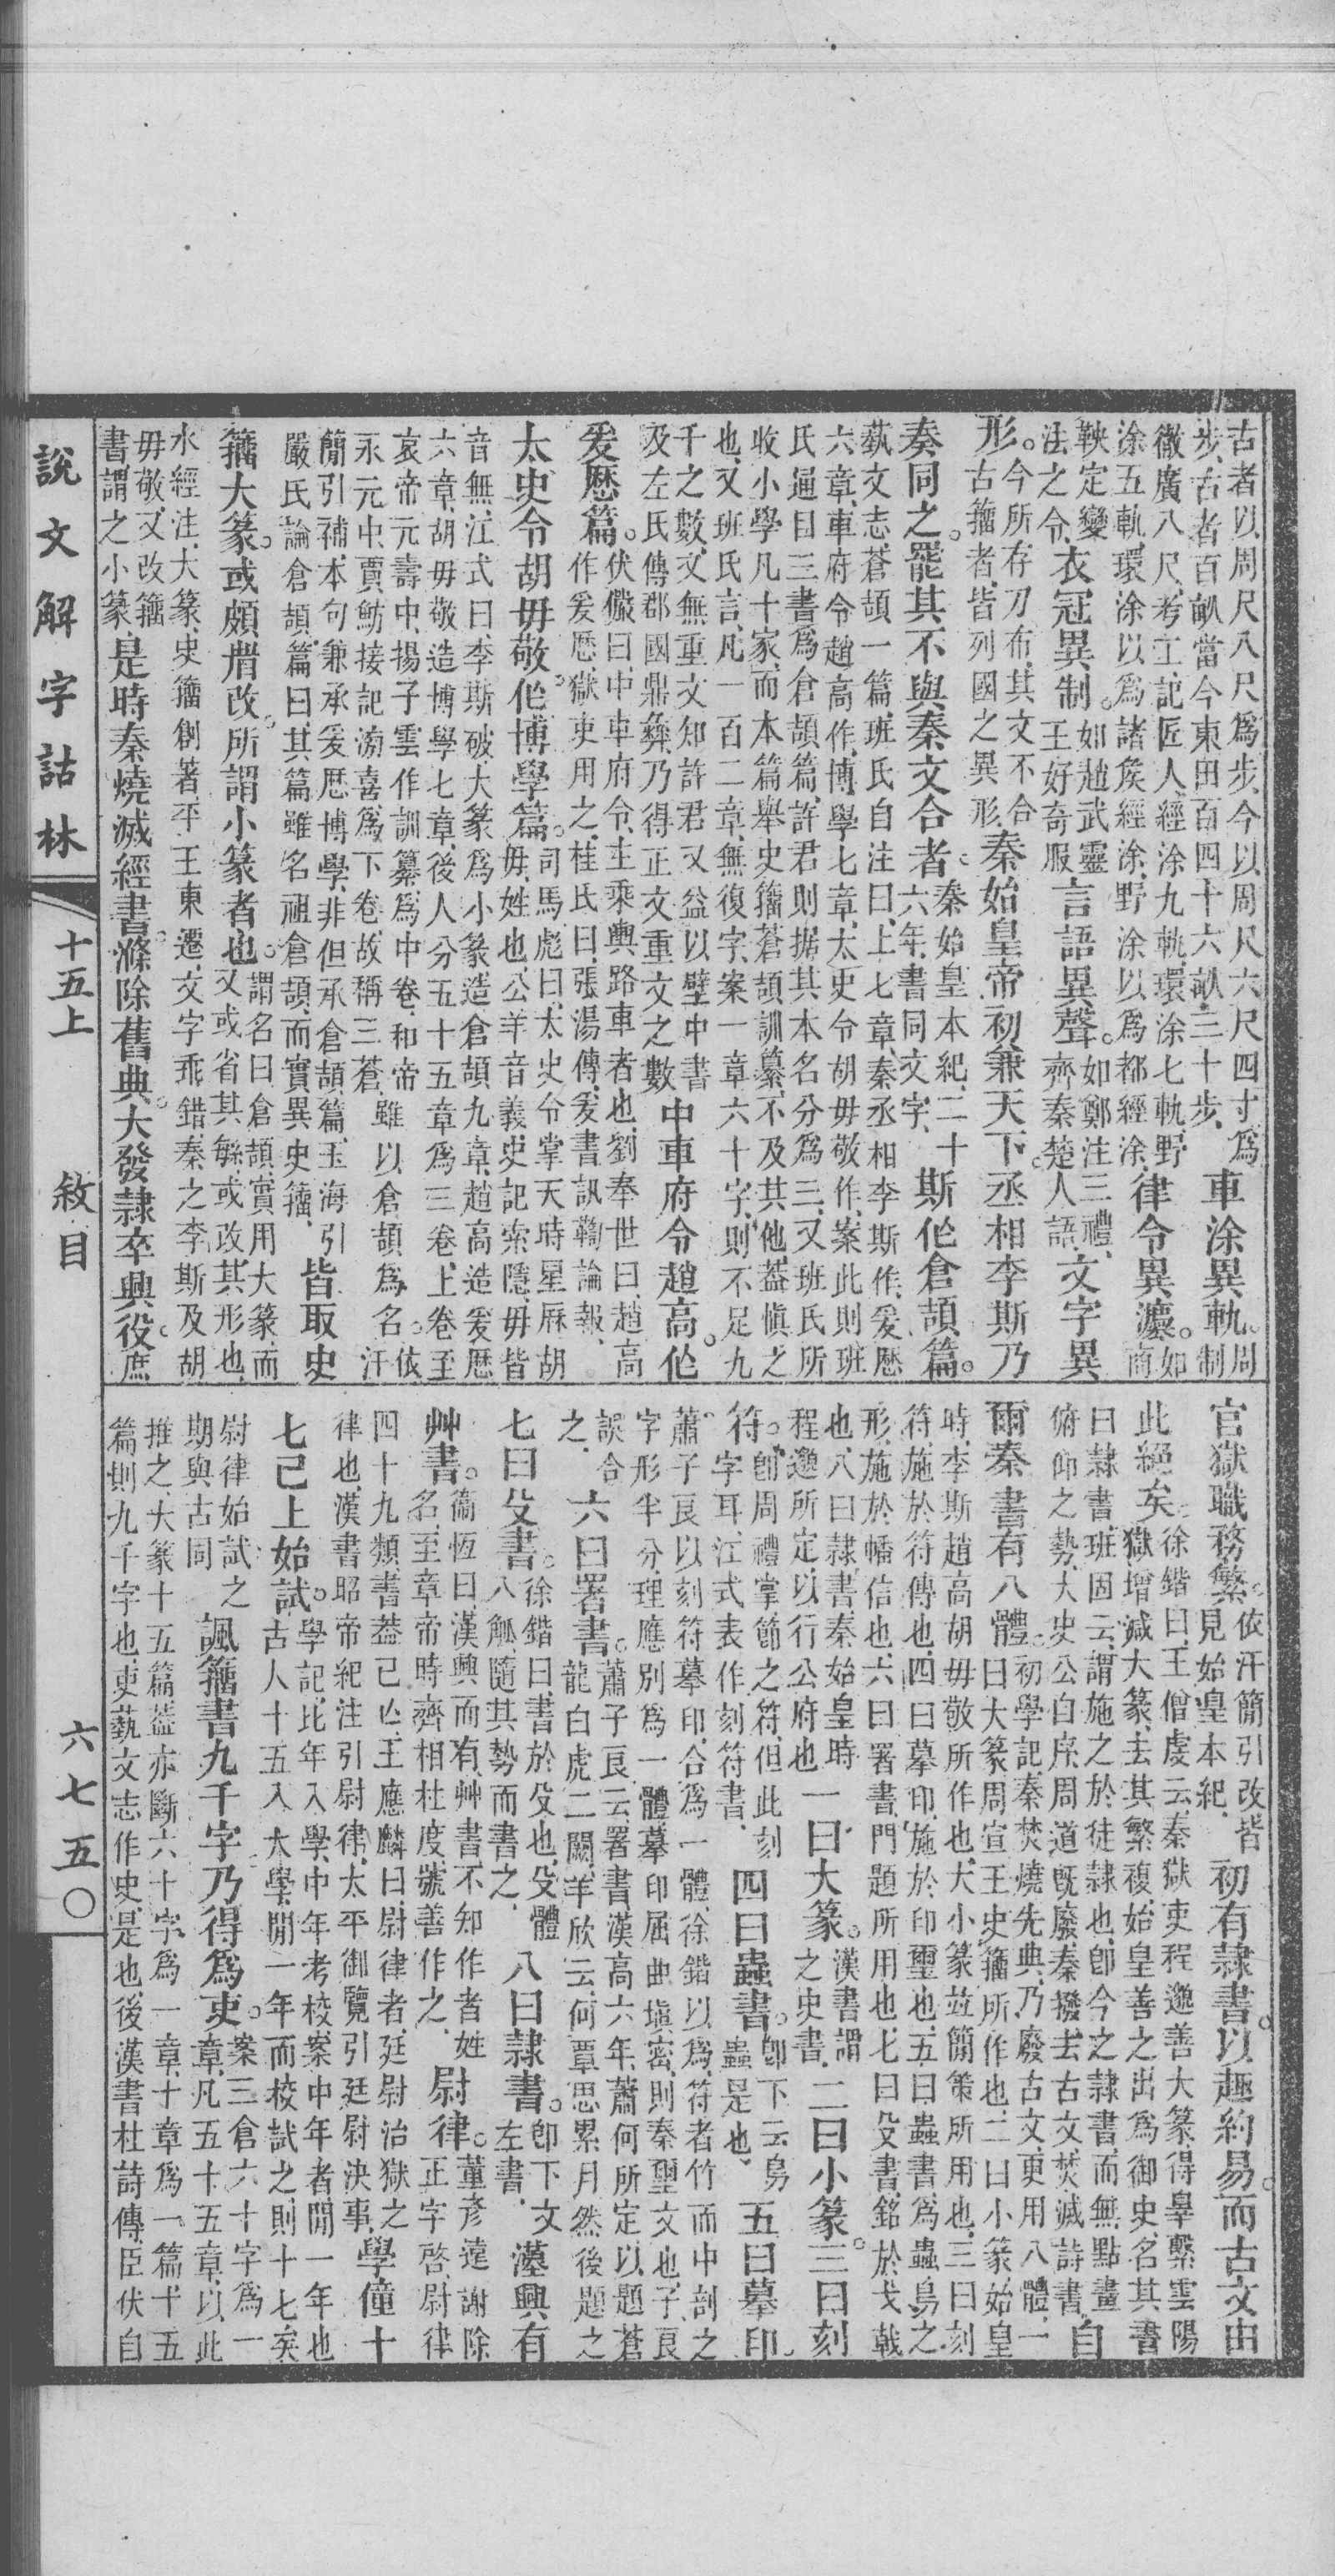 古者以周尺八尺爲步今以周尺六尺四寸爲
步古者百畝當今東田百四十六畝三十步車涂異軌周制
徹廣八尺考工記匠人經涂九軌環涂七軌野
涂五軌環涂以爲諸矦經涂野涂以爲都經涂律令異灋如商
鞅定變
法之令衣冠異制如趙武靈
王好奇服言語異聲如鄭注三禮
齊秦楚人語文字異
形今所存刀布其文不合
古籒者皆列國之異形秦始皇帝初兼天下丞相李斯乃
奏同之罷其不與秦文合者秦始皇本紀二十
六年書同文字斯作倉頡篇
藝文志蒼頡一篇班氏自注曰上七章秦丞相李斯作爰歷
六章車府令趙高作博學七章太史令胡毋敬作案此則班
氏通目三書爲倉頡篇許君則据其本名分爲三又班氏所
收小學凡十家而本篇舉史籒蒼頡訓纂不及其他葢愼之
也又班氏言凡一百二章無復字案一章六十字則不足九
千之數文無重文知許君又益以壁中書
及左氏傳郡國鼎彝乃得正文重文之數中車府令趙高作
爰歷篇伏儼曰中車府令主乘輿路車者也劉奉世曰趙高
作爰歷獄吏用之桂氏曰張湯傳爰書訊鞫論報
太史令胡毋敬作博學篇司馬彪曰太史令掌天時星厤胡
毋姓也公羊音義史記索隱毋皆
音無江式曰李斯破大篆爲小篆造倉頡九章趙高造爰歷
六章胡毋敬造博學七章後人分五十五章爲三卷上卷至
哀帝元壽中揚子雲作訓纂爲中卷和帝
永元中賈魴接記滂喜爲下卷故稱三蒼雖以倉頡爲名依汗
簡引補本句兼承爰歷博學非但承倉頡篇玉海引
嚴氏論倉頡篇曰其篇雖名祖倉頡而實異史籒皆取史
籒大篆或頗省改所謂小篆者也謂名曰倉頡實用大篆而
又或省其緐或改其形也
水經注大篆史籒創著平王東遷文字乖錯秦之李斯及胡
毋敬又改籒
書謂之小篆是時秦燒滅經書滌除舊典大發隸卒興役庶
官獄職務繁依汗簡引改皆
見始皇本紀初有隸書以趣約易而古文由
此絕矣徐鍇曰王僧虔云秦獄吏程邈善大篆得辠繫雲陽
獄增減大篆去其繁複始皇善之出爲御史名其書
曰隸書班固云謂施之於徒隸也卽今之隸書而無點畫
俯仰之勢大史公自序周道旣廢秦撥去古文焚滅詩書自
爾秦書有八體初學記秦焚燒先典乃廢古文更用八體一
曰大篆周宣王史籒所作也二曰小篆始皇
時李斯趙高胡毋敬所作也大小篆竝簡策所用也三曰刻
符施於符傳也四曰摹印施於印璽也五曰蟲書爲蟲鳥之
形施於幡信也六曰署書門題所用也七曰殳書銘於戈戟
也八曰隸書秦始皇時
程邈所定以行公府也一曰大篆漢書謂
之史書二曰小篆三曰刻
符卽周禮掌節之符但此刻
字耳江式表作刻符書四曰蟲書卽下云鳥
蟲是也五曰摹印
蕭子良以刻符摹印合爲一體徐鍇以爲符者竹而中剖之
字形半分理應別爲一體摹印屈曲塡密則秦璽文也子良
誤合
之六曰署書蕭子良云署書漢高六年蕭何所定以題蒼
龍白虎二闕羊欣云何覃思累月然後題之
七曰殳書徐鍇曰書於殳也殳體
八觚隨其勢而書之八曰隸書卽下文
左書漢興有
艸書衞恆曰漢興而有艸書不知作者姓
名至章帝時齊相杜度號善作之尉律董彥遠謝除
正字啓尉律
四十九類書葢已亾王應麟曰尉律者廷尉治獄之
律也漢書昭帝紀注引尉律太平御覽引廷尉決事學僮十
七已上始試學記比年入學中年考校案中年者閒一年也
古人十五入大學閒一年而校試之則十七矣
尉律始試之
期與古同諷籒書九千字乃得爲吏案三倉六十字爲一
章凡五十五章以此
推之大篆十五篇葢亦斷六十字爲一章十章爲一篇十五
篇則九千字也吏藝文志作史是也後漢書杜詩傳臣伏自
說文解字詁林
十五上
敘目
六七五〇